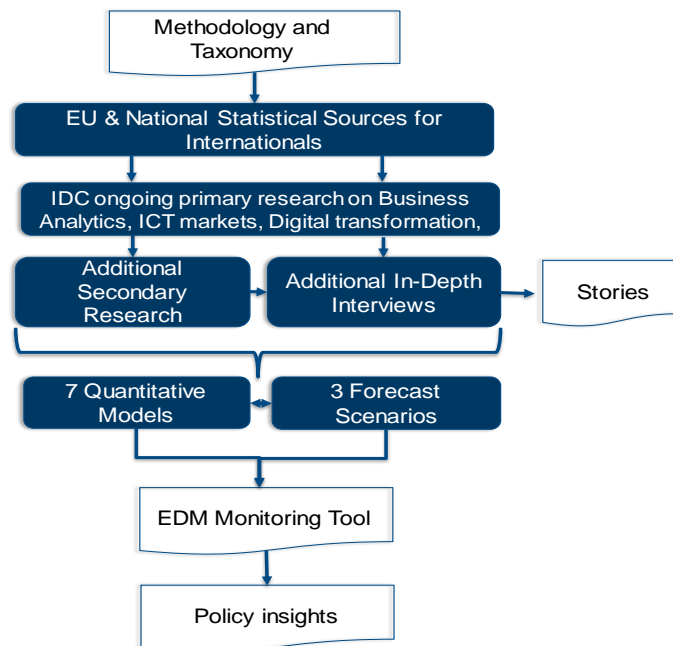 Methodology and
Taxonomy
EU & National Statistical Sources for
Internationals
IDC ongoing primary research on Business
Analytics, ICT markets, Digital transformation,
Additional
Secondary
Research
Additional In-Depth
Interviews
Stories
7 Quantitative
Models
3 Forecast
Scenarios
EDM Monitoring Tool
Policy insights